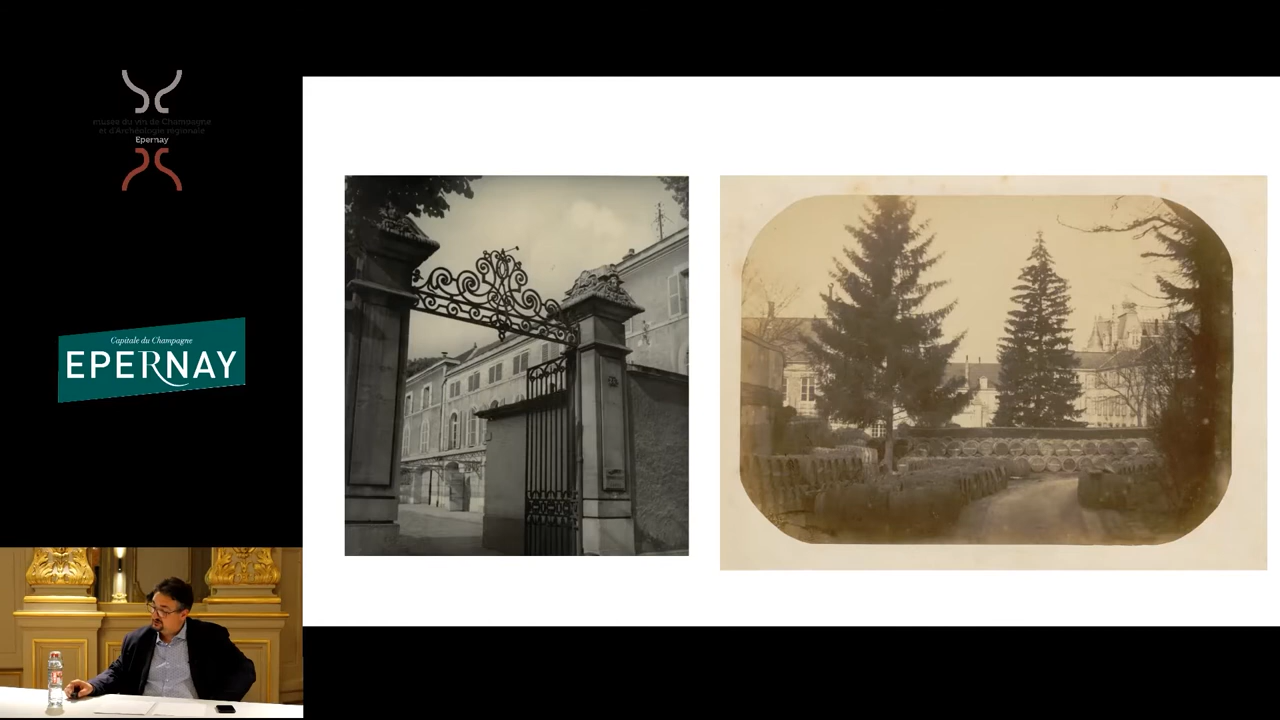 musée du vin de Champagne
et d'Archéologie régionale
Epernay
Capitale du Champagne
EPERNAY